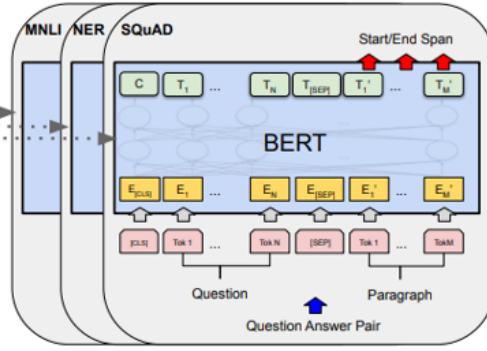 MNLI NER SQuAD
Start/End Span
C T1 ... TN T[SEP] T1' ... TM'
BERT
E[CLS] E1 ... EN E[SEP] E1' ... EM'
[CLS] Tok 1 ... Tok N [SEP] Tok 1 ... TokM
Question Paragraph
Question Answer Pair